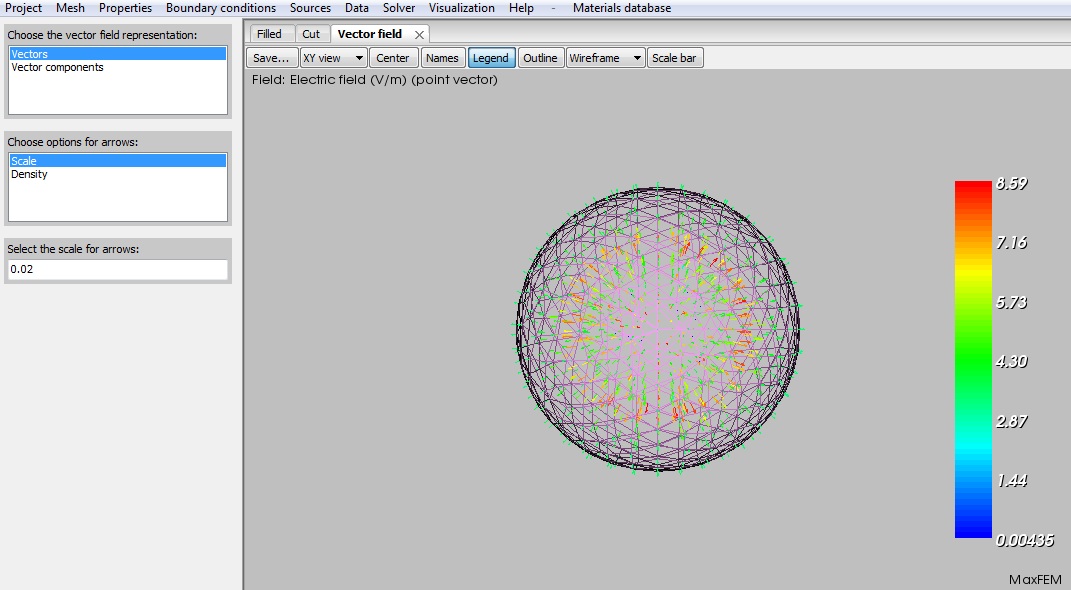 Project Mesh Properties Boundary conditions Sources Data Solver Visualization Help - Materials database
Choose the vector field representation:
Vectors
Vector components
Choose options for arrows:
Scale
Density
Select the scale for arrows:
0.02
Filled Cut Vector field
Save... XY view Center Names Legend Outline Wireframe Scale bar
Field: Electric field (V/m) (point vector)
8.59
7.16
5.73
4.30
2.87
1.44
0.00435
MaxFEM